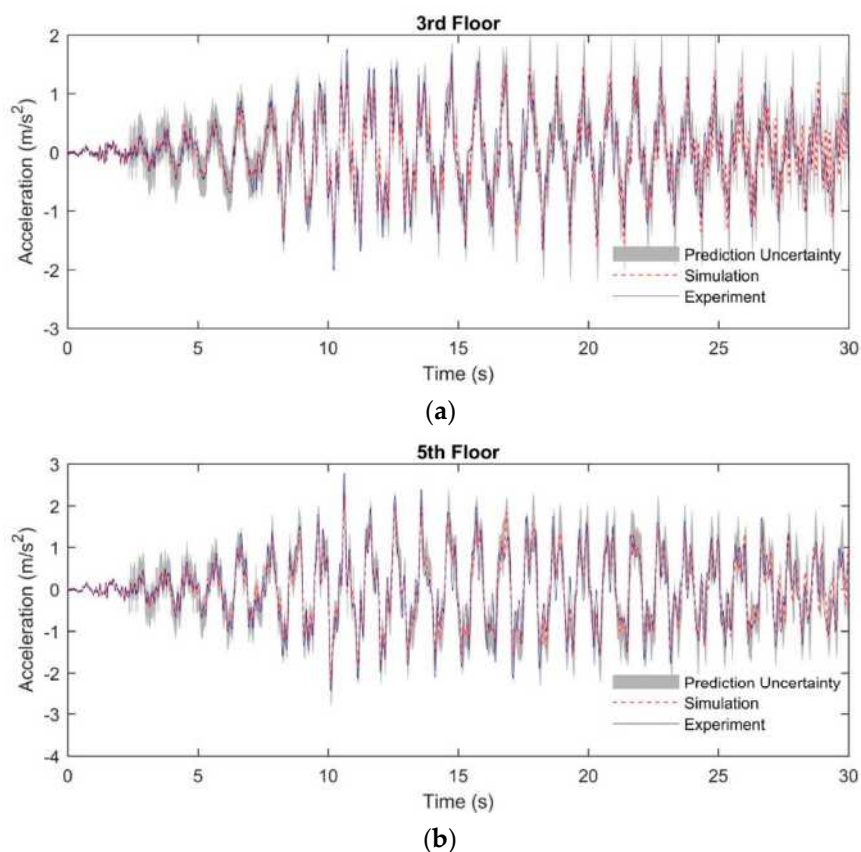 3rd Floor
2
1
0
-1
-2
-3
Acceleration (m/s²)
Prediction Uncertainty
Simulation
Experiment
0 5 10 15 20 25 30
Time (s)
(a)
5th Floor
3
2
1
0
-1
-2
-3
-4
Acceleration (m/s²)
Prediction Uncertainty
Simulation
Experiment
0 5 10 15 20 25 30
Time (s)
(b)